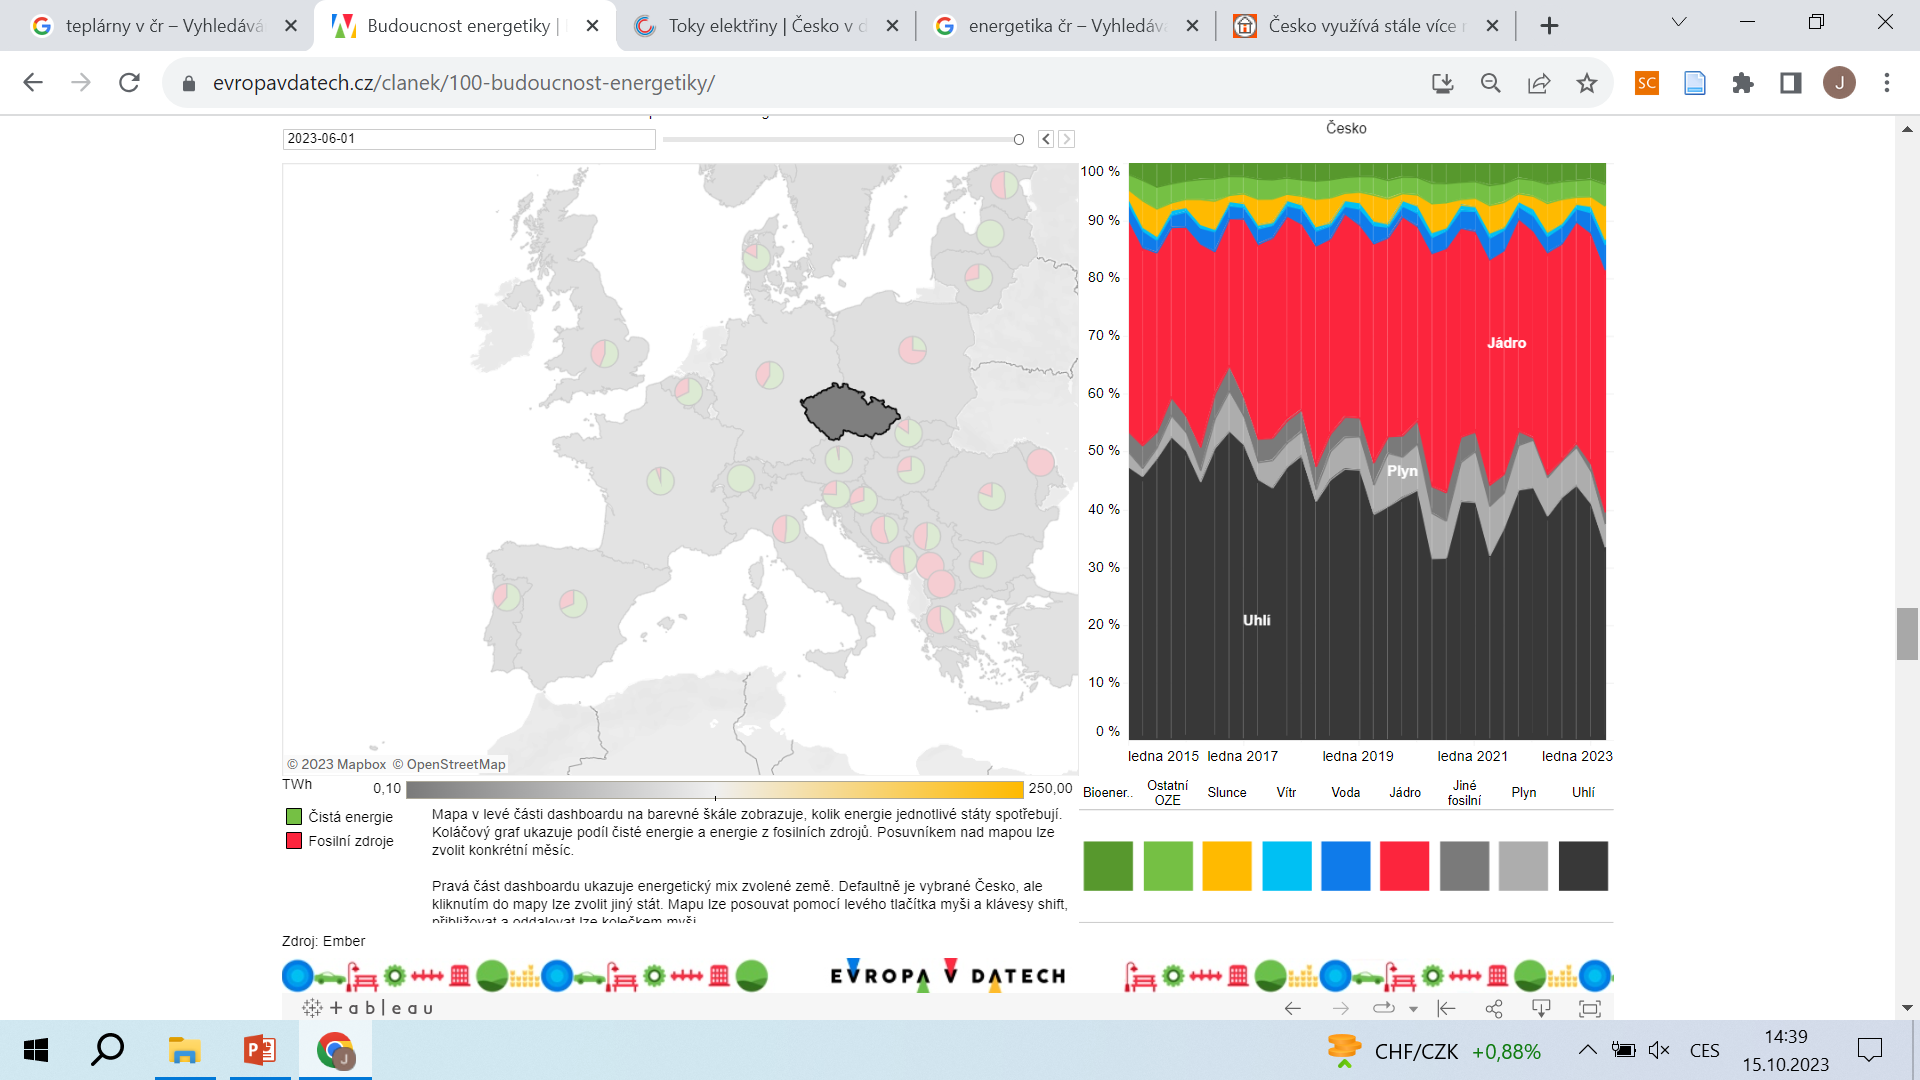 teplárny v čr – Vyhledává
Budoucnost energetiky |
Toky elektřiny | Česko v d
energetika čr – Vyhledáv
Česko využívá stále více
evropavdatech.cz/clanek/100-budoucnost-energetiky/
SC
J
2023-06-01
Česko
100 %
90 %
80 %
70 %
60 %
50 %
40 %
30 %
20 %
10 %
0 %
Jádro
Plyn
Uhlí
ledna 2015 ledna 2017 ledna 2019 ledna 2021 ledna 2023
© 2023 Mapbox © OpenStreetMap
TWh 0,10 250,00
Bioener.. Ostatní OZE Slunce Vítr Voda Jádro Jiné fosilní Plyn Uhlí
Čistá energie
Fosilní zdroje
Mapa v levé části dashboardu na barevné škále zobrazuje, kolik energie jednotlivé státy spotřebují.
Koláčový graf ukazuje podíl čisté energie a energie z fosilních zdrojů. Posuvníkem nad mapou lze
zvolit konkrétní měsíc.
Pravá část dashboardu ukazuje energetický mix zvolené země. Defaultně je vybrané Česko, ale
kliknutím do mapy lze zvolit jiný stát. Mapu lze posouvat pomocí levého tlačítka myši a klávesy shift,
přibližovat a oddalovat lze kolečkem myši.
Zdroj: Ember
EVROPA V DATECH
+ a b l e a u
J
CHF/CZK +0,88%
CES
14:39
15.10.2023